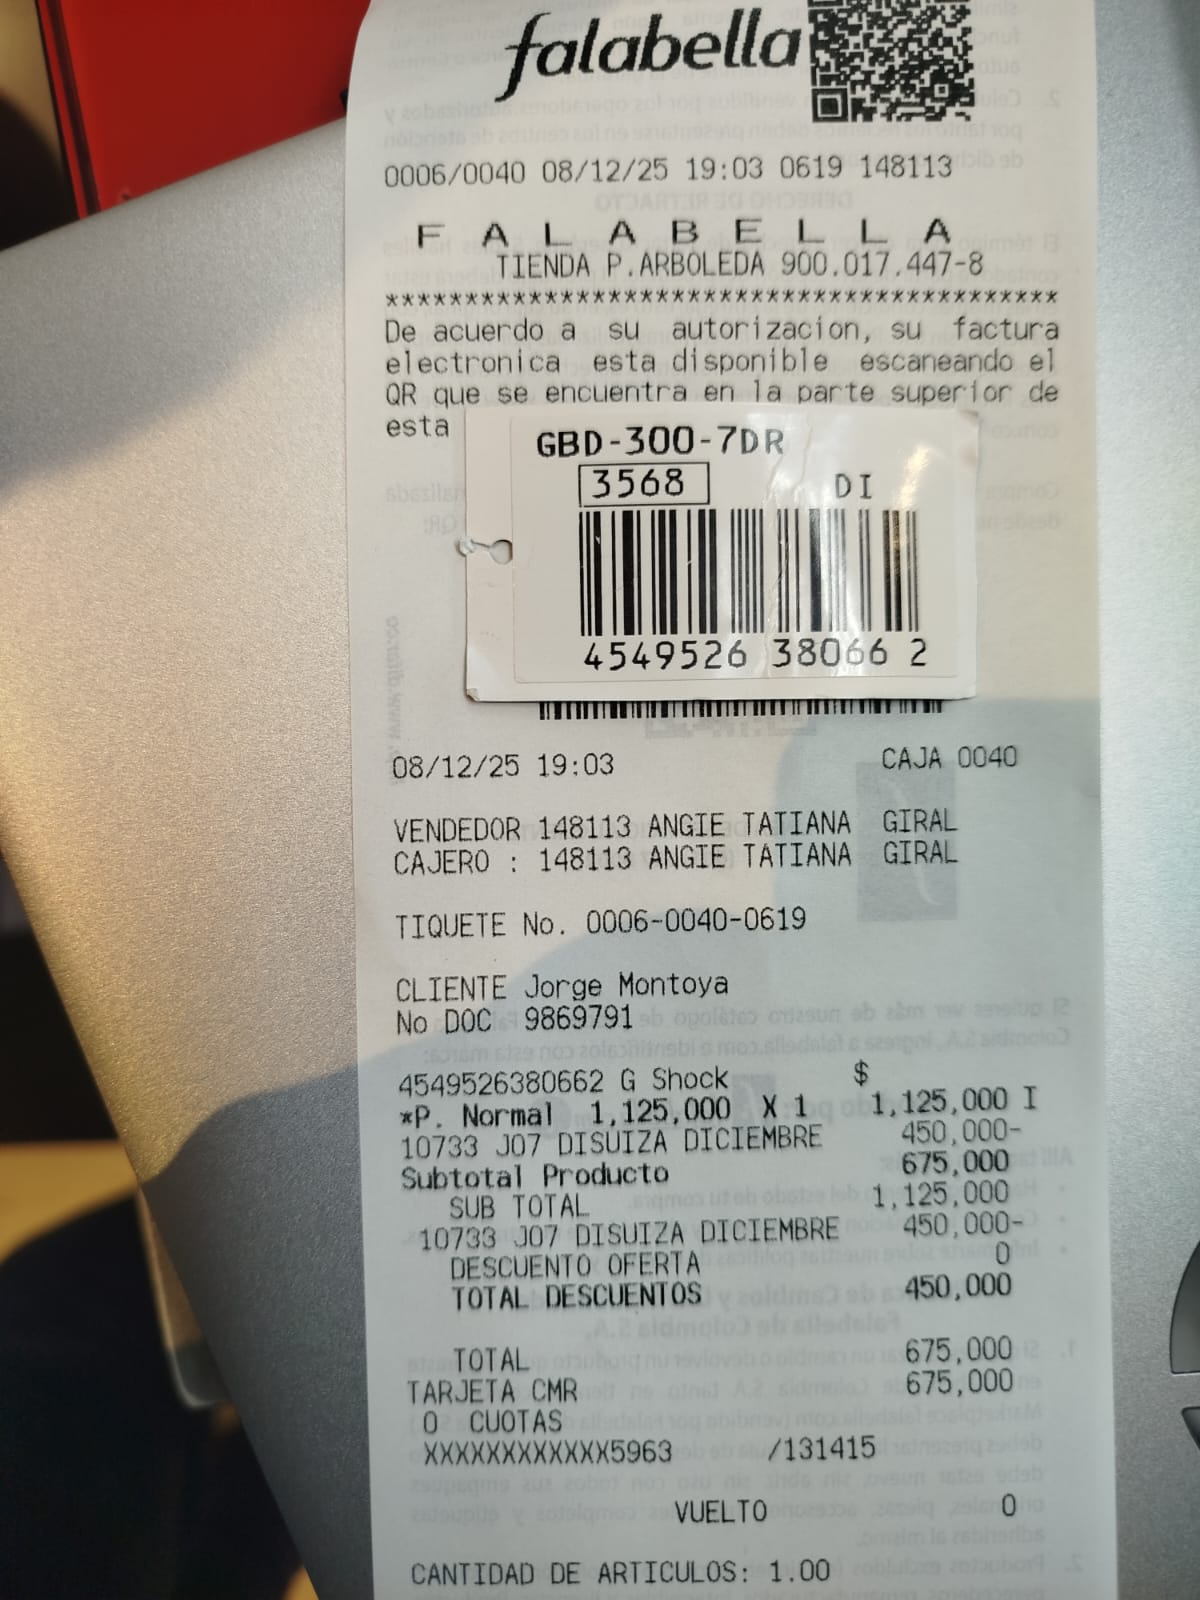 falabella
0006/0040 08/12/25 19:03 0619 148113
F A L A B E L L A
TIENDA P.ARBOLEDA 900.017.447-8
******************************************
De acuerdo a su autorizacion, su factura
electronica esta disponible escaneando el
QR que se encuentra en la parte superior de
esta
GBD-300-7DR
3568 DI
4549526 38066 2
08/12/25 19:03 CAJA 0040
VENDEDOR 148113 ANGIE TATIANA GIRAL
CAJERO : 148113 ANGIE TATIANA GIRAL
TIQUETE No. 0006-0040-0619
CLIENTE Jorge Montoya
No DOC 9869791
4549526380662 G Shock $
*P. Normal 1,125,000 X 1 1,125,000 I
10733 J07 DISUIZA DICIEMBRE 450,000-
Subtotal Producto 675,000
SUB TOTAL 1,125,000
10733 J07 DISUIZA DICIEMBRE 450,000-
DESCUENTO OFERTA 0
TOTAL DESCUENTOS 450,000
TOTAL 675,000
TARJETA CMR 675,000
0 CUOTAS
XXXXXXXXXXXX5963 /131415
VUELTO 0
CANTIDAD DE ARTICULOS: 1.00